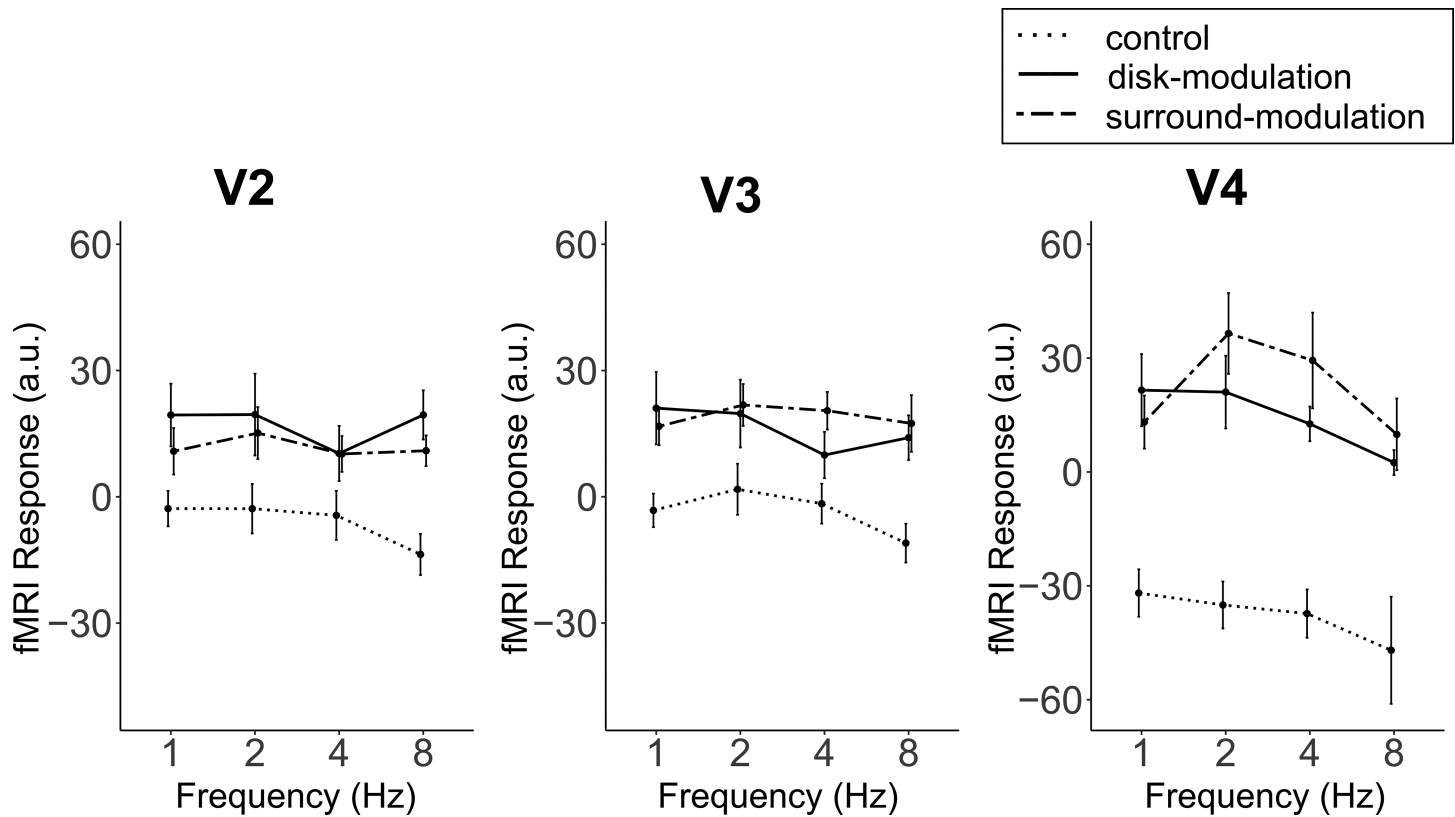 control
disk-modulation
surround-modulation
V2
V3
V4
60
30
0
−30
fMRI Response (a.u.)
1 2 4 8
Frequency (Hz)
60
30
0
−30
fMRI Response (a.u.)
1 2 4 8
Frequency (Hz)
60
30
0
−30
−60
fMRI Response (a.u.)
1 2 4 8
Frequency (Hz)